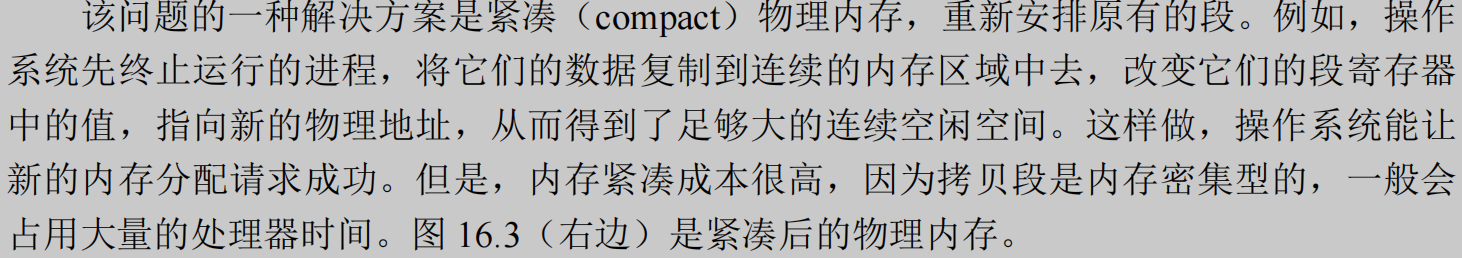 该问题的一种解决方案是紧凑（compact）物理内存，重新安排原有的段。例如，操作
系统先终止运行的进程，将它们的数据复制到连续的内存区域中去，改变它们的段寄存器
中的值，指向新的物理地址，从而得到了足够大的连续空闲空间。这样做，操作系统能让
新的内存分配请求成功。但是，内存紧凑成本很高，因为拷贝段是内存密集型的，一般会
占用大量的处理器时间。图 16.3（右边）是紧凑后的物理内存。